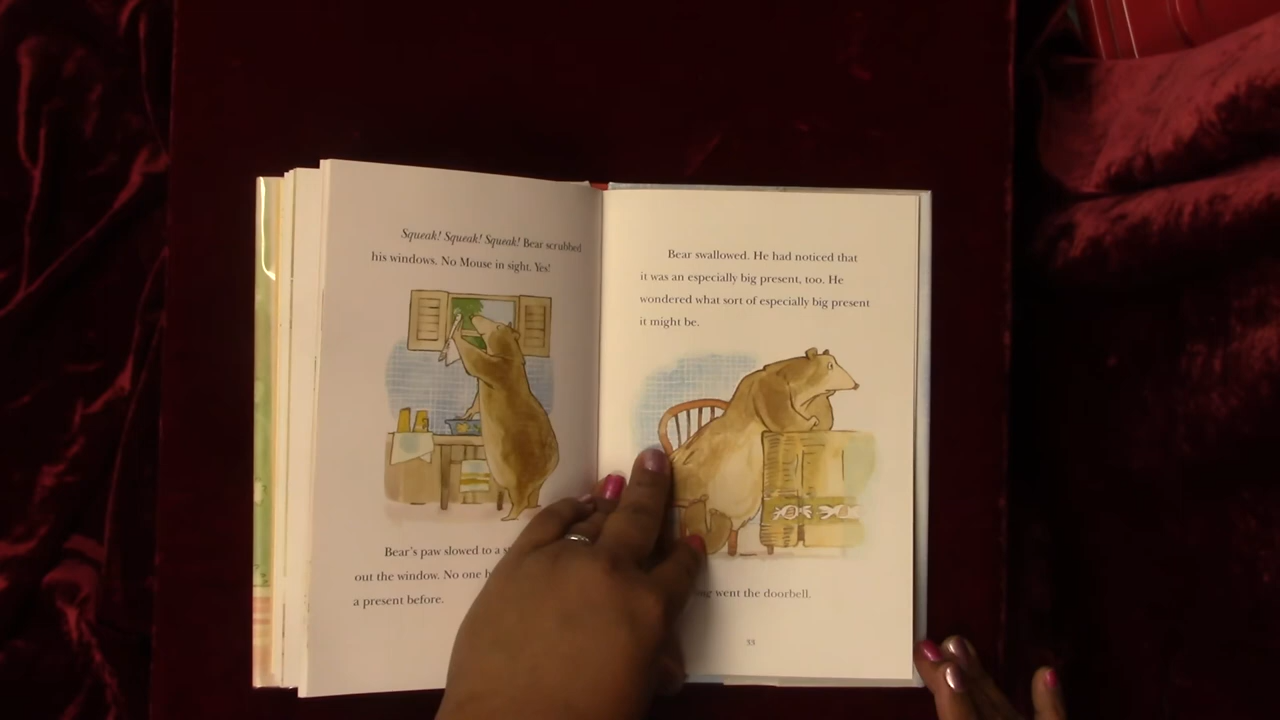 Squeak! Squeak! Squeak! Bear scrubbed
his windows. No Mouse in sight. Yes!
Bear's paw slowed to a
out the window. No one
a present before.
Bear swallowed. He had noticed that
it was an especially big present, too. He
wondered what sort of especially big present
it might be.
went the doorbell.
33